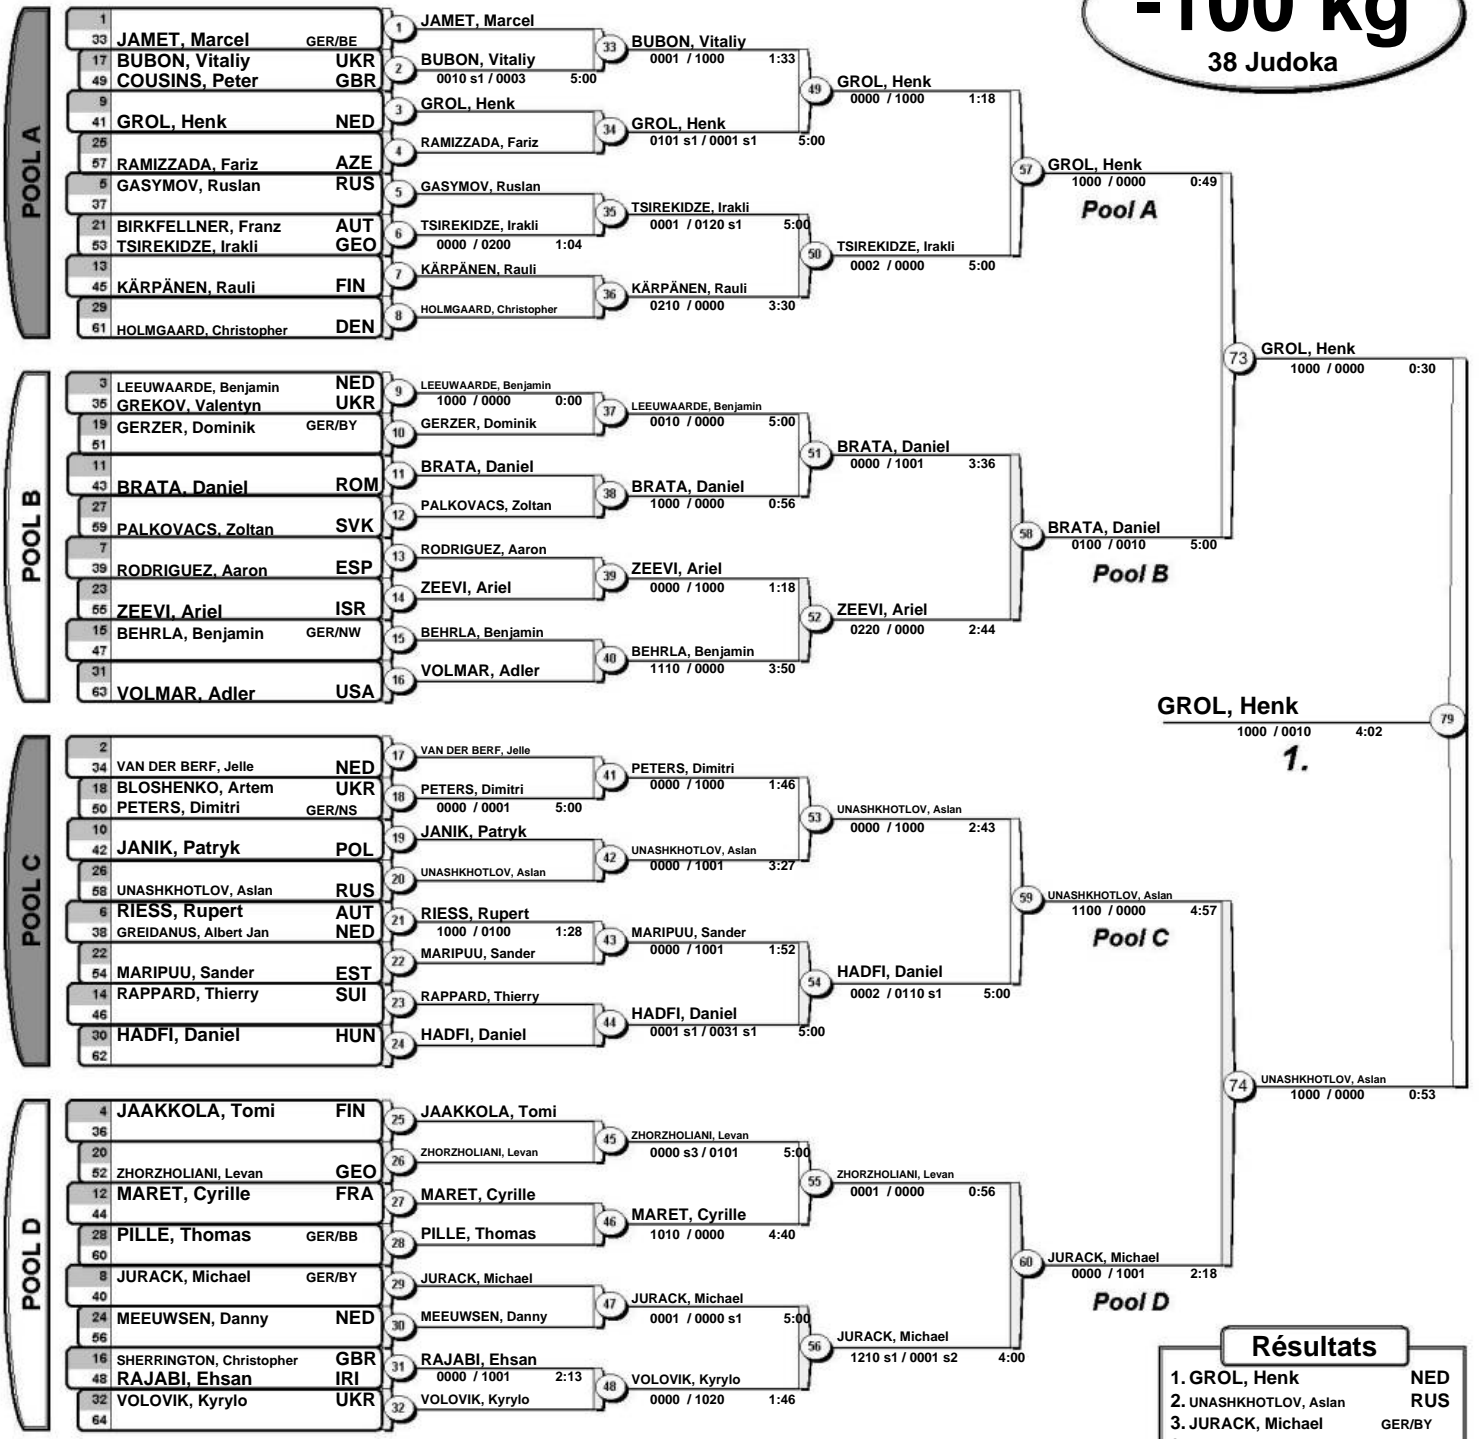 -100 kg
38 Judoka
POOL A
1
33 JAMET, Marcel GER/BE
17 BUBON, Vitaliy UKR
49 COUSINS, Peter GBR
9
41 GROL, Henk NED
25
57 RAMIZZADA, Fariz AZE
5 GASYMOV, Ruslan RUS
37
21 BIRKFELLNER, Franz AUT
53 TSIREKIDZE, Irakli GEO
13
45 KÄRPÄNEN, Rauli FIN
29
61 HOLMGAARD, Christopher DEN
1 JAMET, Marcel
2 BUBON, Vitaliy
0010 s1 / 0003 5:00
3 GROL, Henk
4 RAMIZZADA, Fariz
5 GASYMOV, Ruslan
6 TSIREKIDZE, Irakli
0000 / 0200 1:04
7 KÄRPÄNEN, Rauli
8 HOLMGAARD, Christopher
33 BUBON, Vitaliy
0001 / 1000 1:33
34 GROL, Henk
0101 s1 / 0001 s1 5:00
35 TSIREKIDZE, Irakli
0001 / 0120 s1 5:00
36 KÄRPÄNEN, Rauli
0210 / 0000 3:30
49 GROL, Henk
0000 / 1000 1:18
50 TSIREKIDZE, Irakli
0002 / 0000 5:00
57 GROL, Henk
1000 / 0000 0:49
Pool A
POOL B
3 LEEUWAARDE, Benjamin NED
35 GREKOV, Valentyn UKR
19 GERZER, Dominik GER/BY
51
11
43 BRATA, Daniel ROM
27
59 PALKOVACS, Zoltan SVK
7
39 RODRIGUEZ, Aaron ESP
23
55 ZEEVI, Ariel ISR
15 BEHRLA, Benjamin GER/NW
47
31
63 VOLMAR, Adler USA
9 LEEUWAARDE, Benjamin
1000 / 0000 0:00
10 GERZER, Dominik
11 BRATA, Daniel
12 PALKOVACS, Zoltan
13 RODRIGUEZ, Aaron
14 ZEEVI, Ariel
15 BEHRLA, Benjamin
16 VOLMAR, Adler
37 LEEUWAARDE, Benjamin
0010 / 0000 5:00
38 BRATA, Daniel
1000 / 0000 0:56
39 ZEEVI, Ariel
0000 / 1000 1:18
40 BEHRLA, Benjamin
1110 / 0000 3:50
51 BRATA, Daniel
0000 / 1001 3:36
52 ZEEVI, Ariel
0220 / 0000 2:44
58 BRATA, Daniel
0100 / 0010 5:00
Pool B
73 GROL, Henk
1000 / 0000 0:30
GROL, Henk 79
1000 / 0010 4:02
1.
POOL C
2
34 VAN DER BERF, Jelle NED
18 BLOSHENKO, Artem UKR
50 PETERS, Dimitri GER/NS
10
42 JANIK, Patryk POL
26
58 UNASHKHOTLOV, Aslan RUS
6 RIESS, Rupert AUT
38 GREIDANUS, Albert Jan NED
22
54 MARIPUU, Sander EST
14 RAPPARD, Thierry SUI
46
30 HADFI, Daniel HUN
62
17 VAN DER BERF, Jelle
18 PETERS, Dimitri
0000 / 0001 5:00
19 JANIK, Patryk
20 UNASHKHOTLOV, Aslan
21 RIESS, Rupert
1000 / 0100 1:28
22 MARIPUU, Sander
23 RAPPARD, Thierry
24 HADFI, Daniel
41 PETERS, Dimitri
0000 / 1000 1:46
42 UNASHKHOTLOV, Aslan
0000 / 1001 3:27
43 MARIPUU, Sander
0000 / 1001 1:52
44 HADFI, Daniel
0001 s1 / 0031 s1 5:00
53 UNASHKHOTLOV, Aslan
0000 / 1000 2:43
54 HADFI, Daniel
0002 / 0110 s1 5:00
59 UNASHKHOTLOV, Aslan
1100 / 0000 4:57
Pool C
POOL D
4 JAAKKOLA, Tomi FIN
36
20
52 ZHORZHOLIANI, Levan GEO
12 MARET, Cyrille FRA
44
28 PILLE, Thomas GER/BB
60
8 JURACK, Michael GER/BY
40
24 MEEUWSEN, Danny NED
56
16 SHERRINGTON, Christopher GBR
48 RAJABI, Ehsan IRI
32 VOLOVIK, Kyrylo UKR
64
25 JAAKKOLA, Tomi
26 ZHORZHOLIANI, Levan
27 MARET, Cyrille
28 PILLE, Thomas
29 JURACK, Michael
30 MEEUWSEN, Danny
31 RAJABI, Ehsan
0000 / 1001 2:13
32 VOLOVIK, Kyrylo
45 ZHORZHOLIANI, Levan
0000 s3 / 0101 5:00
46 MARET, Cyrille
1010 / 0000 4:40
47 JURACK, Michael
0001 / 0000 s1 5:00
48 VOLOVIK, Kyrylo
0000 / 1020 1:46
55 ZHORZHOLIANI, Levan
0001 / 0000 0:56
56 JURACK, Michael
1210 s1 / 0001 s2 4:00
60 JURACK, Michael
0000 / 1001 2:18
Pool D
74 UNASHKHOTLOV, Aslan
1000 / 0000 0:53
Résultats
1. GROL, Henk NED
2. UNASHKHOTLOV, Aslan RUS
3. JURACK, Michael GER/BY